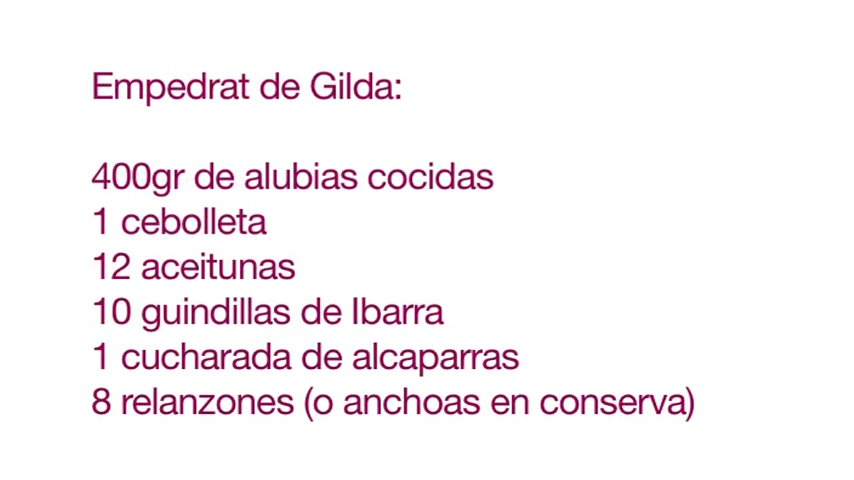 Empedrat de Gilda:
400gr de alubias cocidas
1 cebolleta
12 aceitunas
10 guindillas de Ibarra
1 cucharada de alcaparras
8 relanzones (o anchoas en conserva)